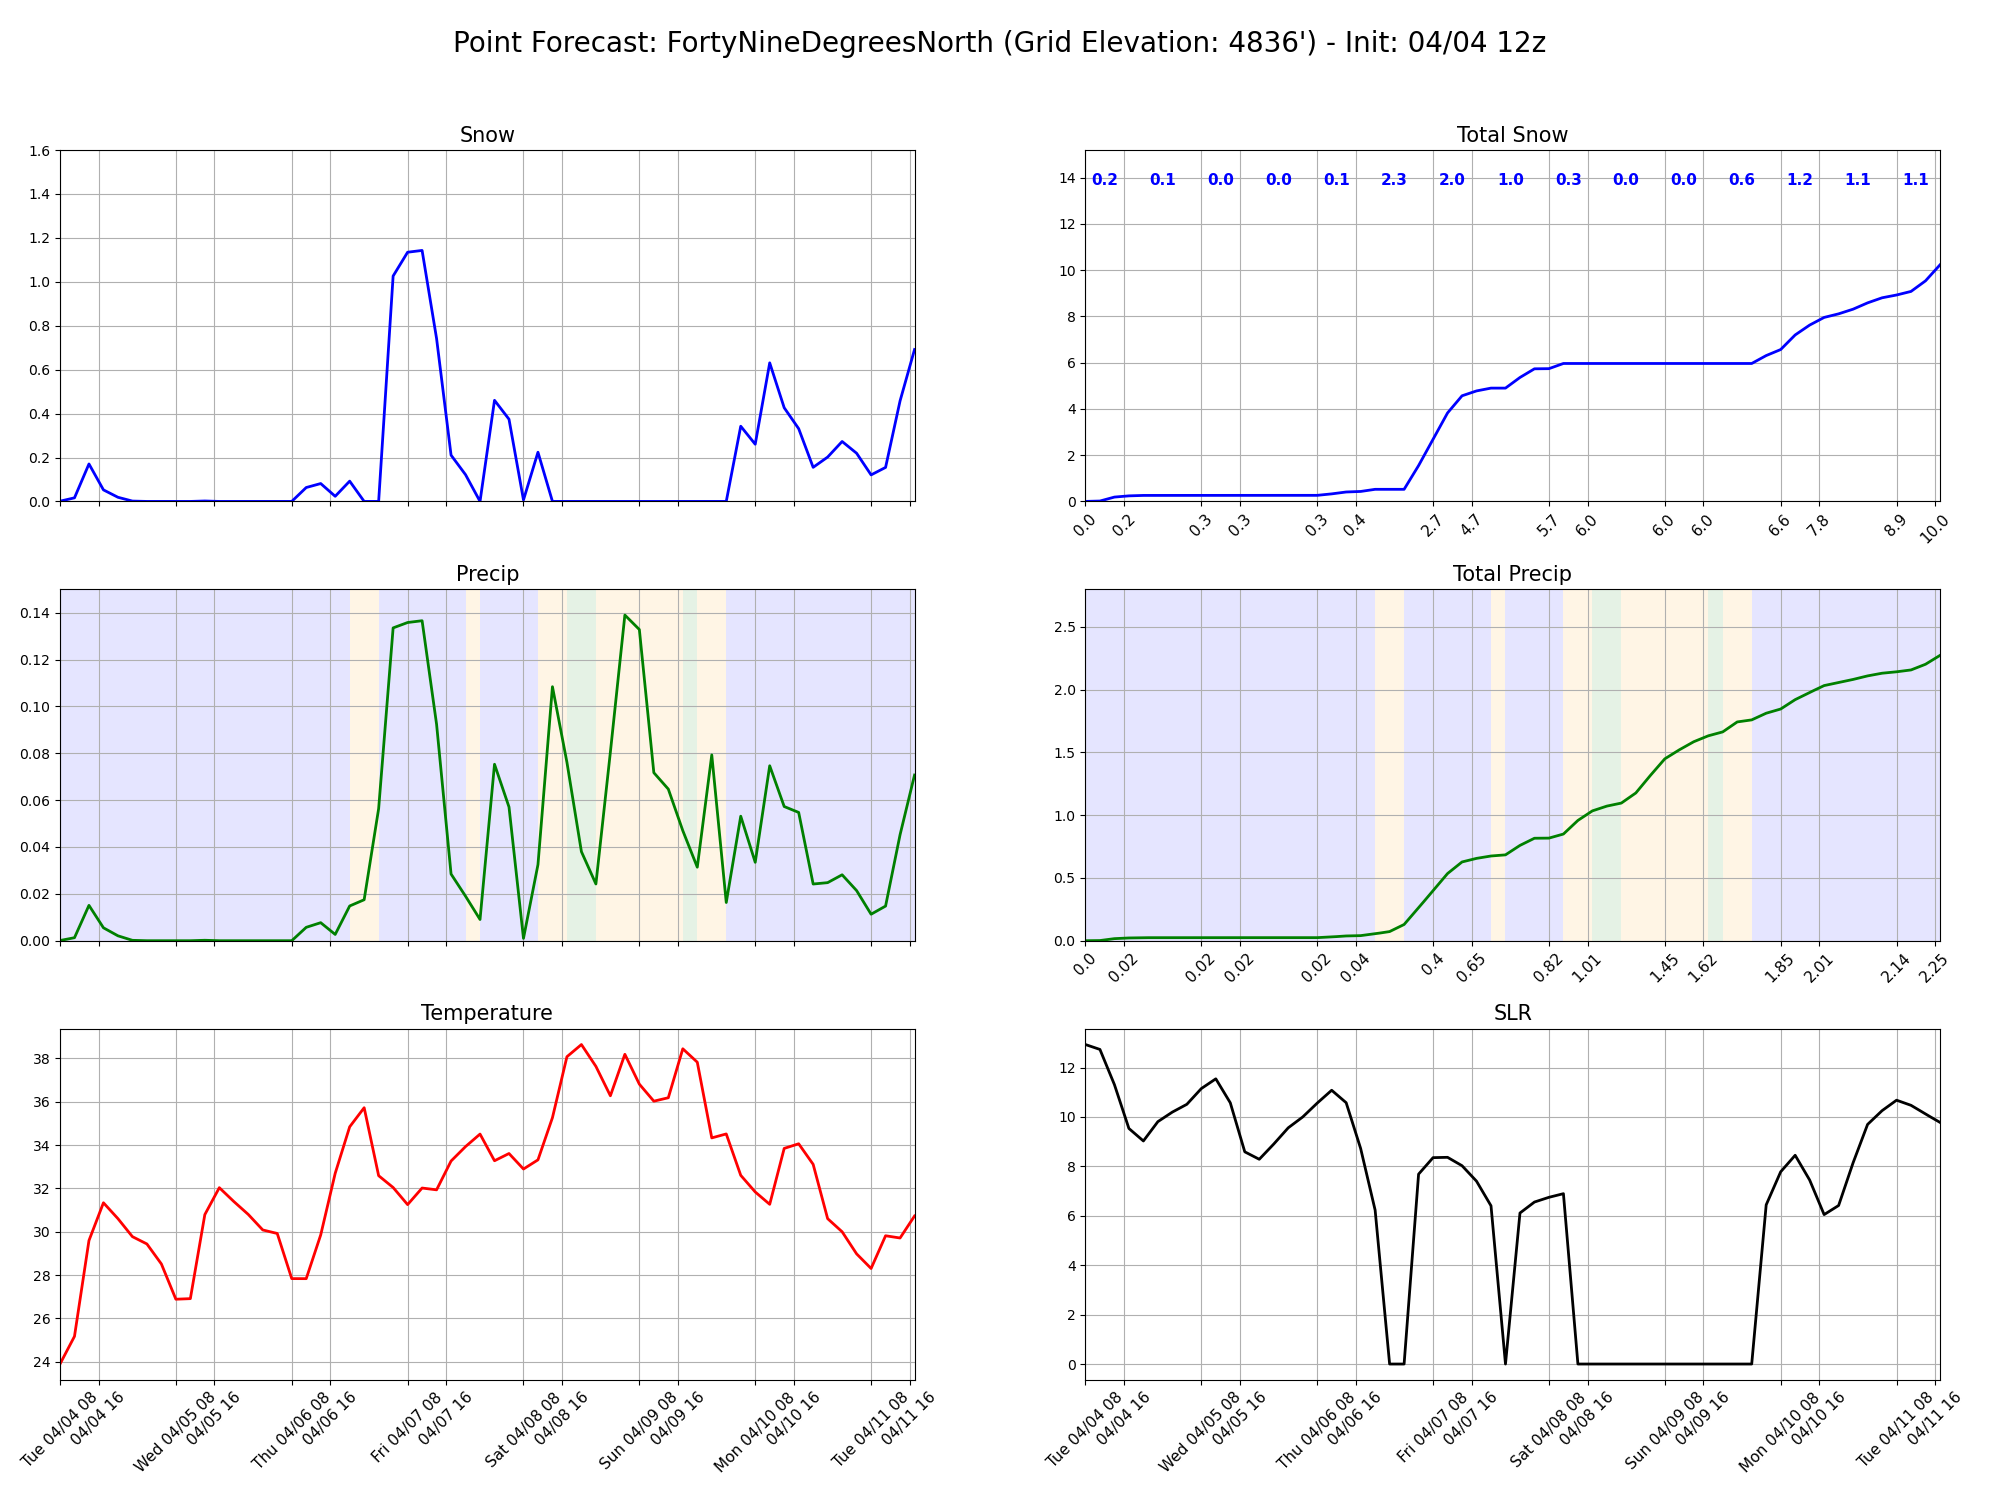 Point Forecast: FortyNineDegreesNorth (Grid Elevation: 4836') - Init: 04/04 12z
Snow
1.6
1.4
1.2
1.0
0.8
0.6
0.4
0.2
0.0
Total Snow
0.2 0.1 0.0 0.0 0.1 2.3 2.0 1.0 0.3 0.0 0.0 0.6 1.2 1.1 1.1
14
12
10
8
6
4
2
0
0.0 0.2 0.3 0.3 0.3 0.4 2.7 4.7 5.7 6.0 6.0 6.0 6.6 7.8 8.9 10.0
Precip
0.14
0.12
0.10
0.08
0.06
0.04
0.02
0.00
Total Precip
2.5
2.0
1.5
1.0
0.5
0.0
0.0 0.02 0.02 0.02 0.02 0.04 0.4 0.65 0.82 1.01 1.45 1.62 1.85 2.01 2.14 2.25
Temperature
38
36
34
32
30
28
26
24
Tue 04/04 08
04/04 16
Wed 04/05 08
04/05 16
Thu 04/06 08
04/06 16
Fri 04/07 08
04/07 16
Sat 04/08 08
04/08 16
Sun 04/09 08
04/09 16
Mon 04/10 08
04/10 16
Tue 04/11 08
04/11 16
SLR
12
10
8
6
4
2
0
Tue 04/04 08
04/04 16
Wed 04/05 08
04/05 16
Thu 04/06 08
04/06 16
Fri 04/07 08
04/07 16
Sat 04/08 08
04/08 16
Sun 04/09 08
04/09 16
Mon 04/10 08
04/10 16
Tue 04/11 08
04/11 16